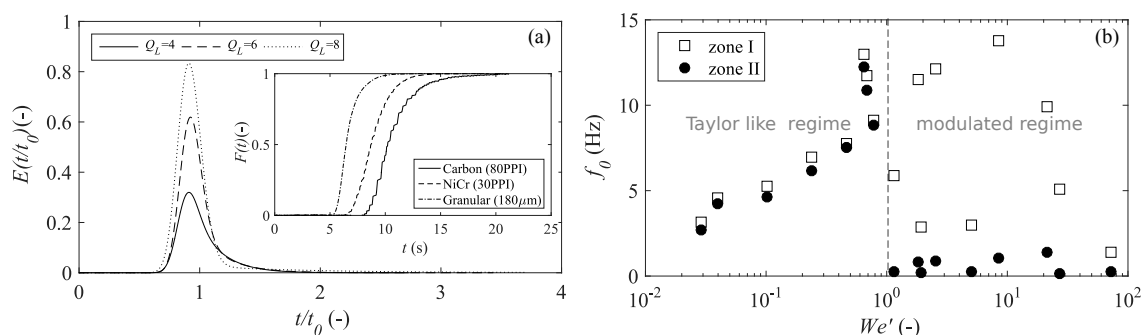 (a)
Q_L=4 Q_L=6 Q_L=8
E(t/t_0)(-)
1
0.8
0.6
0.4
0.2
0
0 1 2 3 4
t/t_0 (-)
F(t)(-)
1
0.5
0
0 5 10 15 20 25
t (s)
Carbon (80PPI)
NiCr (30PPI)
Granular (180μm)
(b)
zone I
zone II
Taylor like regime modulated regime
f_0 (Hz)
15
10
5
0
10^-2 10^-1 10^0 10^1 10^2
We' (-)